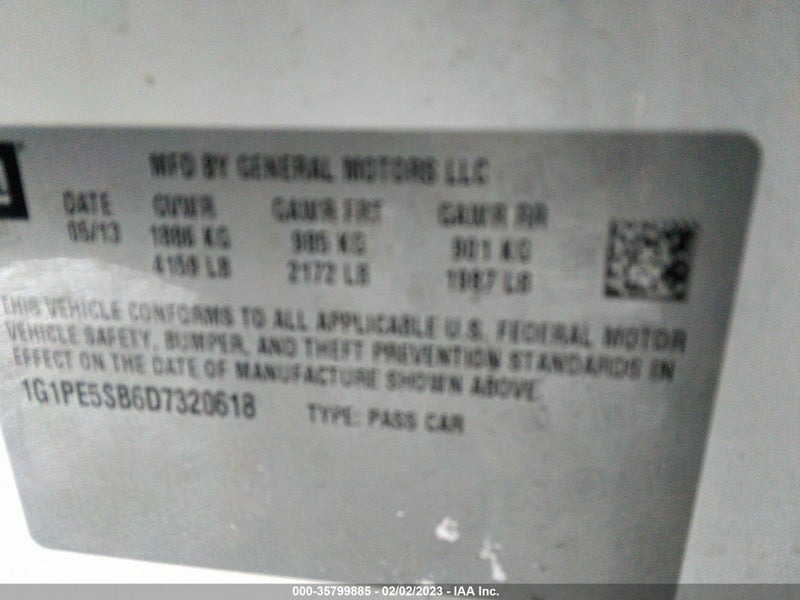 MFD BY GENERAL MOTORS LLC
DATE GVWR GAWR FRT GAWR RR
05/13 1886 KG 985 KG 901 KG
4159 LB 2172 LB 1987 LB
THIS VEHICLE CONFORMS TO ALL APPLICABLE U.S. FEDERAL MOTOR
VEHICLE SAFETY, BUMPER, AND THEFT PREVENTION STANDARDS IN
EFFECT ON THE DATE OF MANUFACTURE SHOWN ABOVE.
1G1PE5SB6D7320618 TYPE: PASS CAR
000-35799885 - 02/02/2023 - IAA Inc.